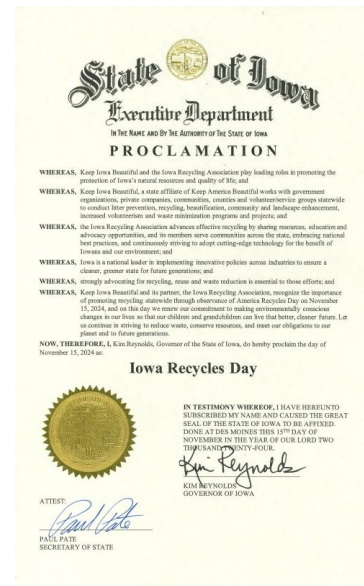 State of Iowa
Executive Department
IN THE NAME AND BY THE AUTHORITY OF THE STATE OF IOWA
PROCLAMATION
WHEREAS, Keep Iowa Beautiful and the Iowa Recycling Association play leading roles in promoting the
protection of Iowa's natural resources and quality of life; and
WHEREAS, Keep Iowa Beautiful, a state affiliate of Keep America Beautiful works with government
organizations, private companies, communities, counties and volunteer/service groups statewide
to conduct litter prevention, recycling, beautification, community and landscape enhancement,
increased volunteerism and waste minimization programs and projects; and
WHEREAS, the Iowa Recycling Association advances effective recycling by sharing resources, education and
advocacy opportunities, and its members serve communities across the state, embracing national
best practices, and continuously striving to adopt cutting-edge technology for the benefit of
Iowans and our environment; and
WHEREAS, Iowa is a national leader in implementing innovative policies across industries to ensure a
cleaner, greener state for future generations; and
WHEREAS, strongly advocating for recycling, reuse and waste reduction is essential to those efforts; and
WHEREAS, Keep Iowa Beautiful and its partner, the Iowa Recycling Association, recognize the importance
of promoting recycling statewide through observance of America Recycles Day on November
15, 2024, and on this day we renew our commitment to making environmentally conscious
changes in our lives so that our children and grandchildren can live that better, cleaner future. Let
us continue in striving to reduce waste, conserve resources, and meet our obligations to our
planet and to future generations.
NOW, THEREFORE, I, Kim Reynolds, Governor of the State of Iowa, do hereby proclaim the day of
November 15, 2024 as:
Iowa Recycles Day
IN TESTIMONY WHEREOF, I HAVE HEREUNTO
SUBSCRIBED MY NAME AND CAUSED THE GREAT
SEAL OF THE STATE OF IOWA TO BE AFFIXED.
DONE AT DES MOINES THIS 15TH DAY OF
NOVEMBER IN THE YEAR OF OUR LORD TWO
THOUSAND TWENTY-FOUR.
Kim Reynolds
KIM REYNOLDS
GOVERNOR OF IOWA
ATTEST:
Paul Pate
PAUL PATE
SECRETARY OF STATE